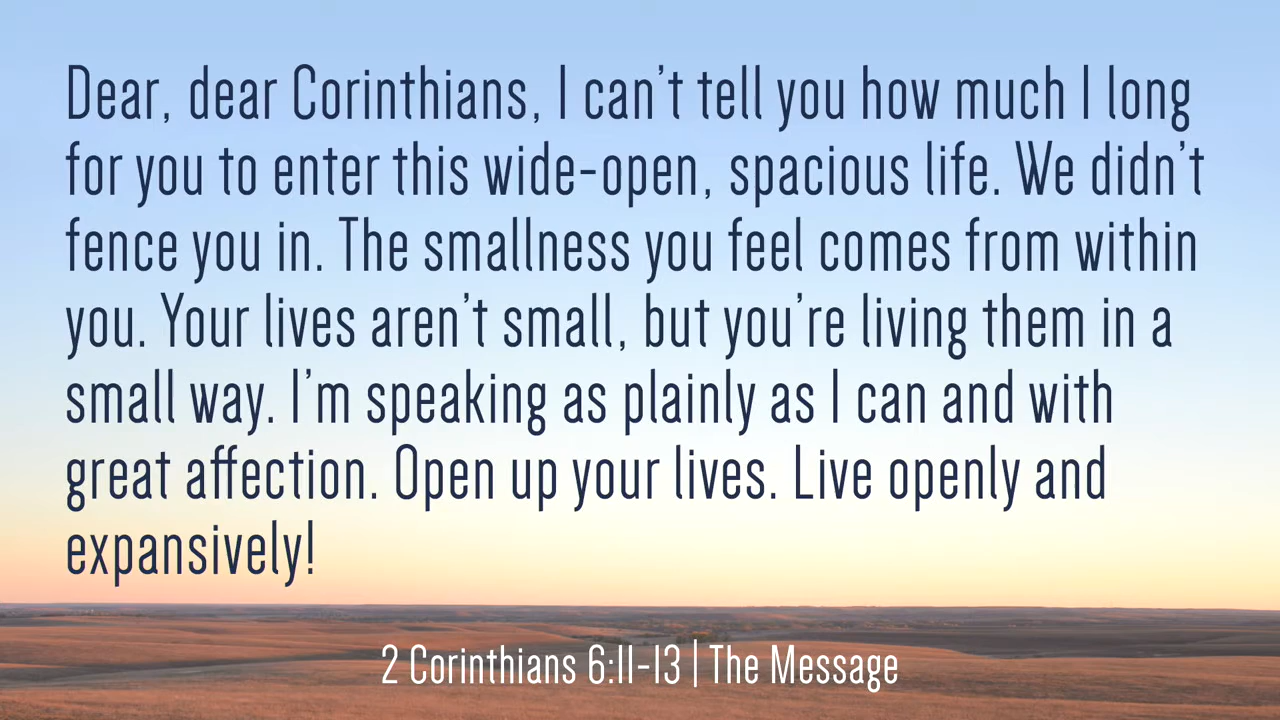 Dear, dear Corinthians, I can’t tell you how much I long
for you to enter this wide-open, spacious life. We didn’t
fence you in. The smallness you feel comes from within
you. Your lives aren’t small, but you’re living them in a
small way. I’m speaking as plainly as I can and with
great affection. Open up your lives. Live openly and
expansively!
2 Corinthians 6:11-13 | The Message